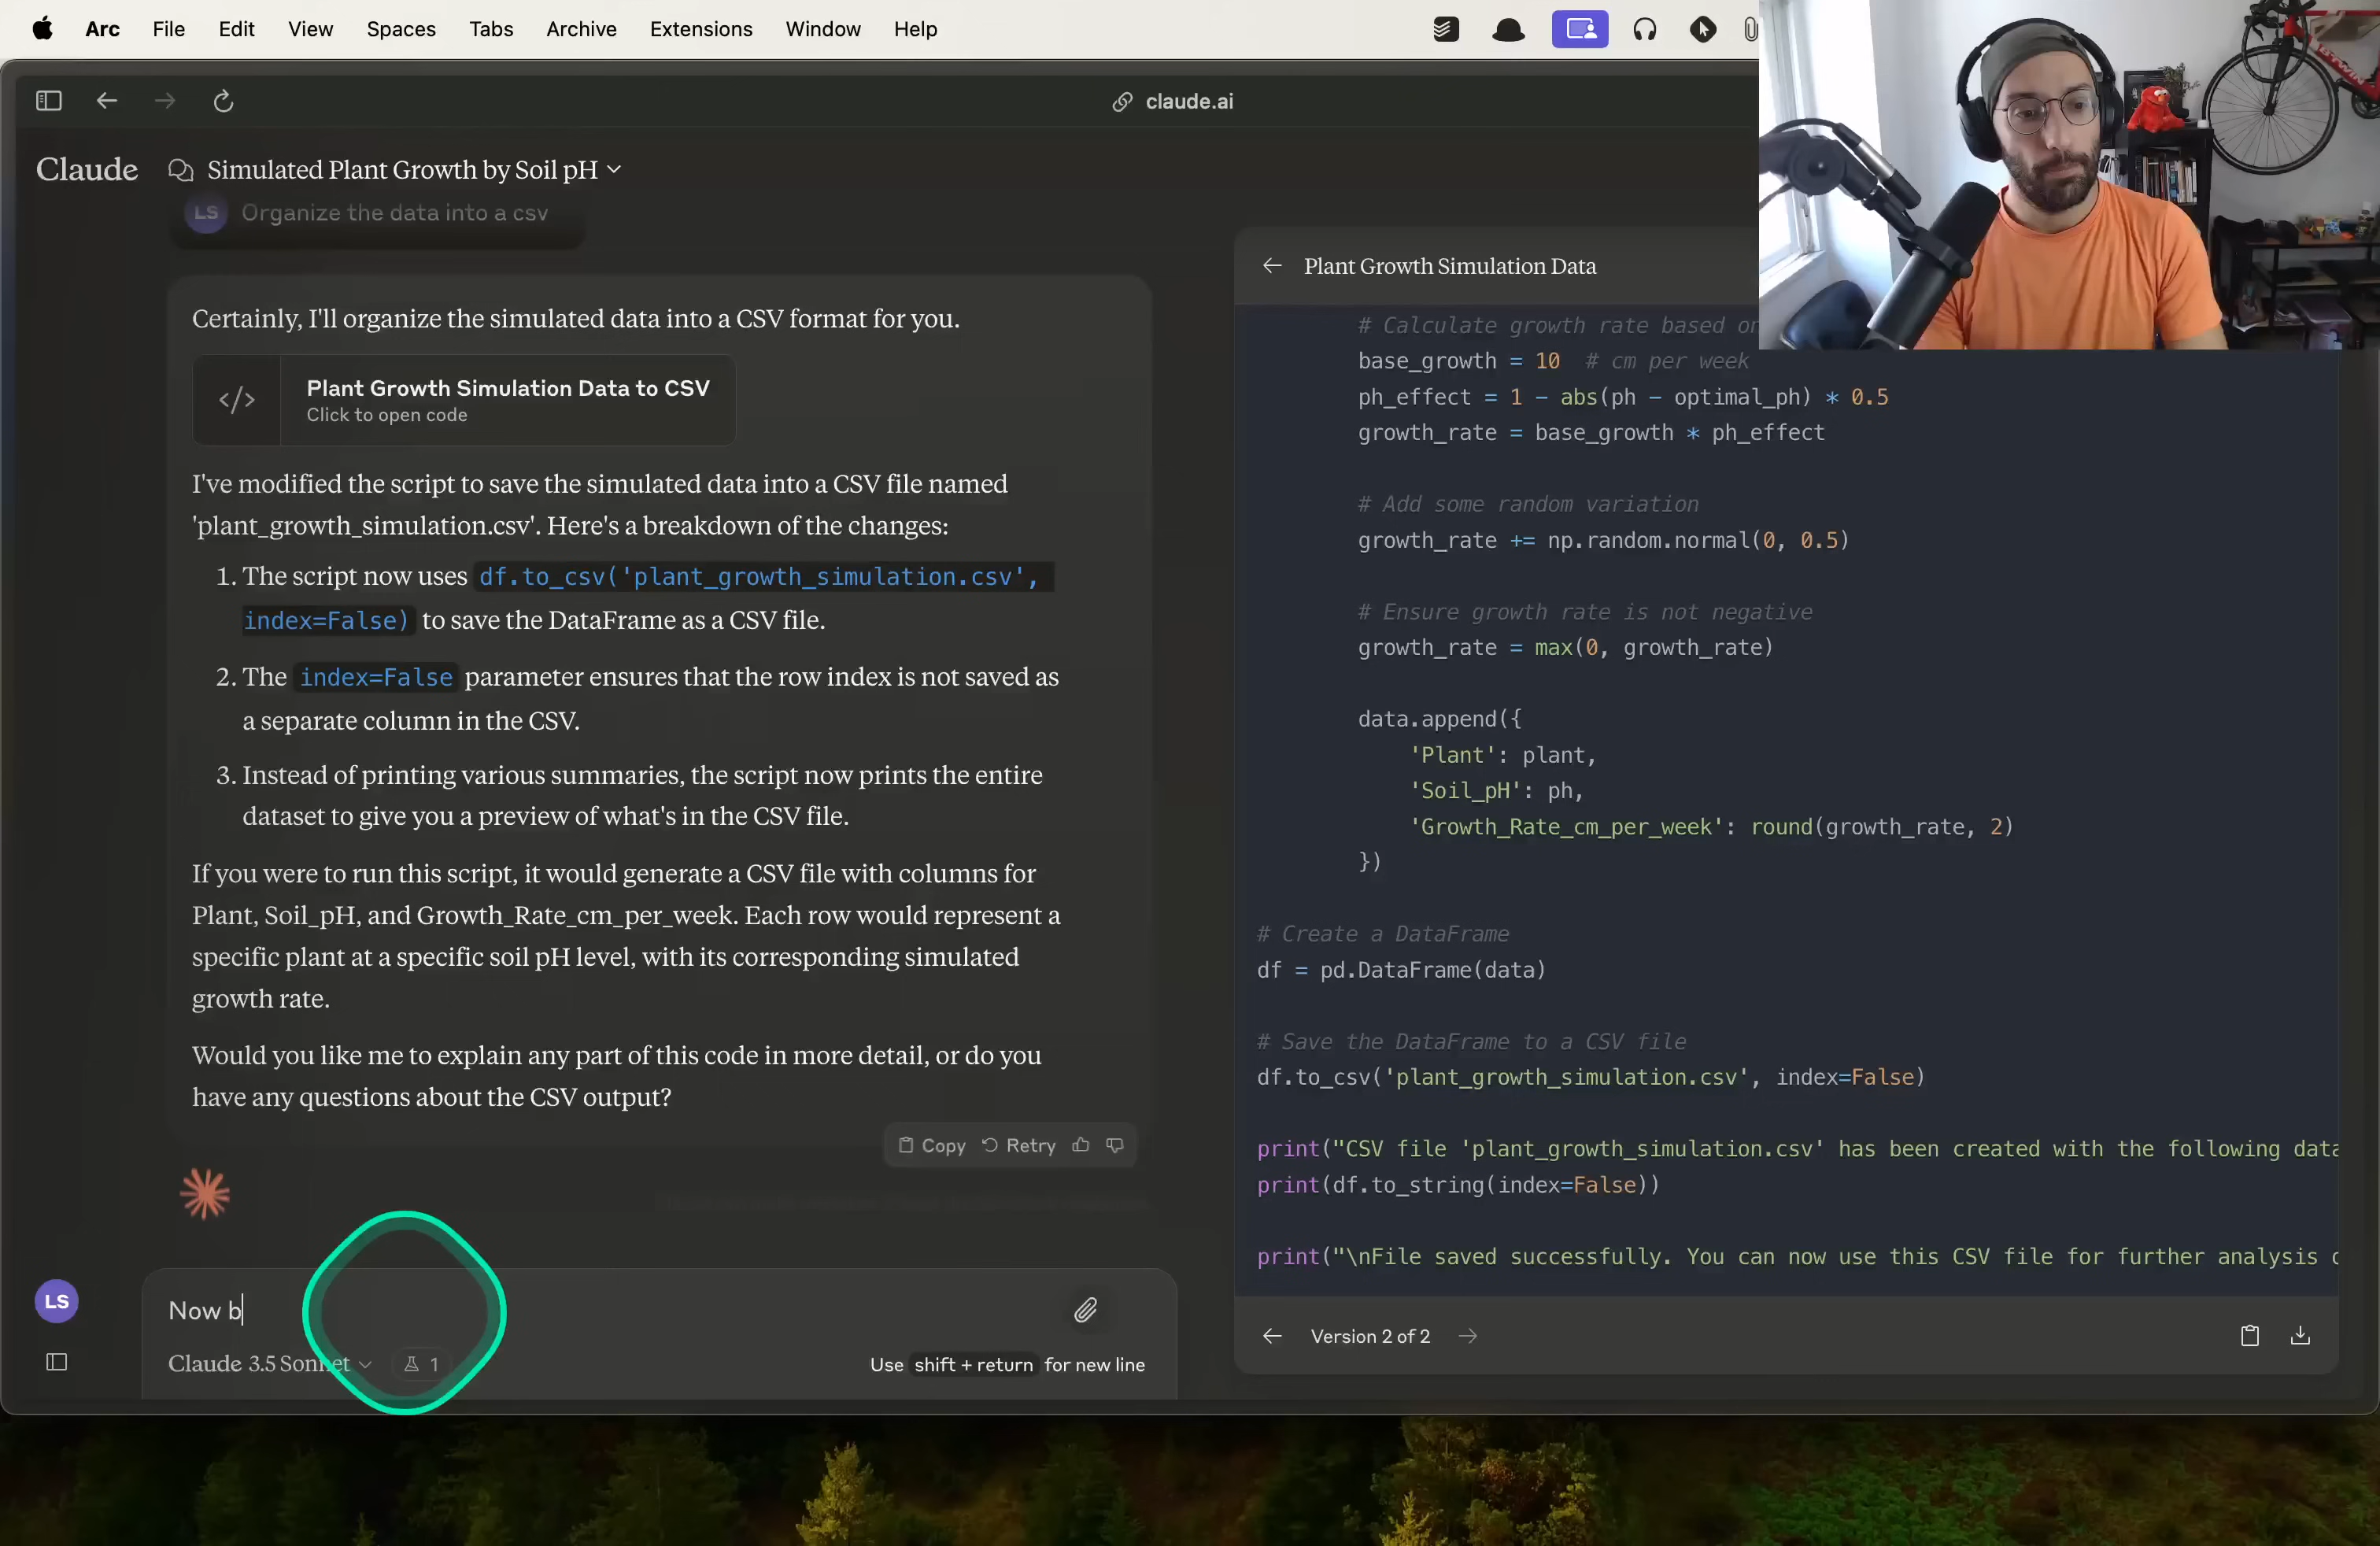 Arc File Edit View Spaces Tabs Archive Extensions Window Help
claude.ai
Claude
Simulated Plant Growth by Soil pH
LS Organize the data into a csv
Certainly, I'll organize the simulated data into a CSV format for you.
</>
Plant Growth Simulation Data to CSV
Click to open code
I've modified the script to save the simulated data into a CSV file named
'plant_growth_simulation.csv'. Here's a breakdown of the changes:
1. The script now uses df.to_csv('plant_growth_simulation.csv',
index=False) to save the DataFrame as a CSV file.
2. The index=False parameter ensures that the row index is not saved as
a separate column in the CSV.
3. Instead of printing various summaries, the script now prints the entire
dataset to give you a preview of what's in the CSV file.
If you were to run this script, it would generate a CSV file with columns for
Plant, Soil_pH, and Growth_Rate_cm_per_week. Each row would represent a
specific plant at a specific soil pH level, with its corresponding simulated
growth rate.
Would you like me to explain any part of this code in more detail, or do you
have any questions about the CSV output?
Copy Retry
LS
Now b
Claude 3.5 Sonnet 1
Use shift + return for new line
Plant Growth Simulation Data
# Calculate growth rate based on
base_growth = 10 # cm per week
ph_effect = 1 - abs(ph - optimal_ph) * 0.5
growth_rate = base_growth * ph_effect
# Add some random variation
growth_rate += np.random.normal(0, 0.5)
# Ensure growth rate is not negative
growth_rate = max(0, growth_rate)
data.append({
'Plant': plant,
'Soil_pH': ph,
'Growth_Rate_cm_per_week': round(growth_rate, 2)
})
# Create a DataFrame
df = pd.DataFrame(data)
# Save the DataFrame to a CSV file
df.to_csv('plant_growth_simulation.csv', index=False)
print("CSV file 'plant_growth_simulation.csv' has been created with the following data
print(df.to_string(index=False))
print("\nFile saved successfully. You can now use this CSV file for further analysis
Version 2 of 2